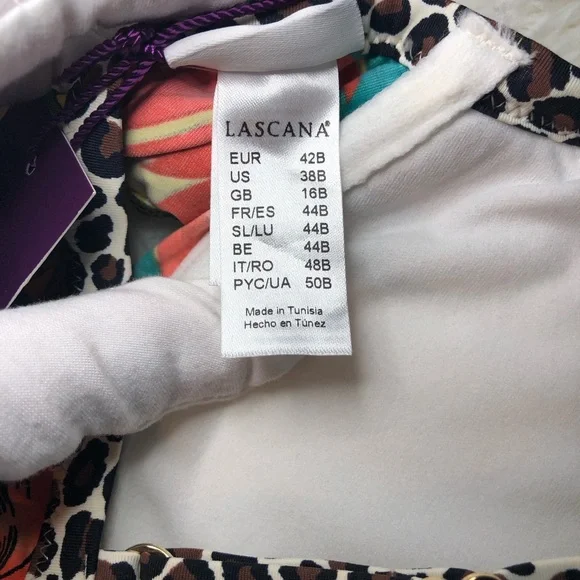 LASCANA®
EUR 42B
US 38B
GB 16B
FR/ES 44B
SL/LU 44B
BE 44B
IT/RO 48B
PYC/UA 50B
Made in Tunisia
Hecho en Túnez